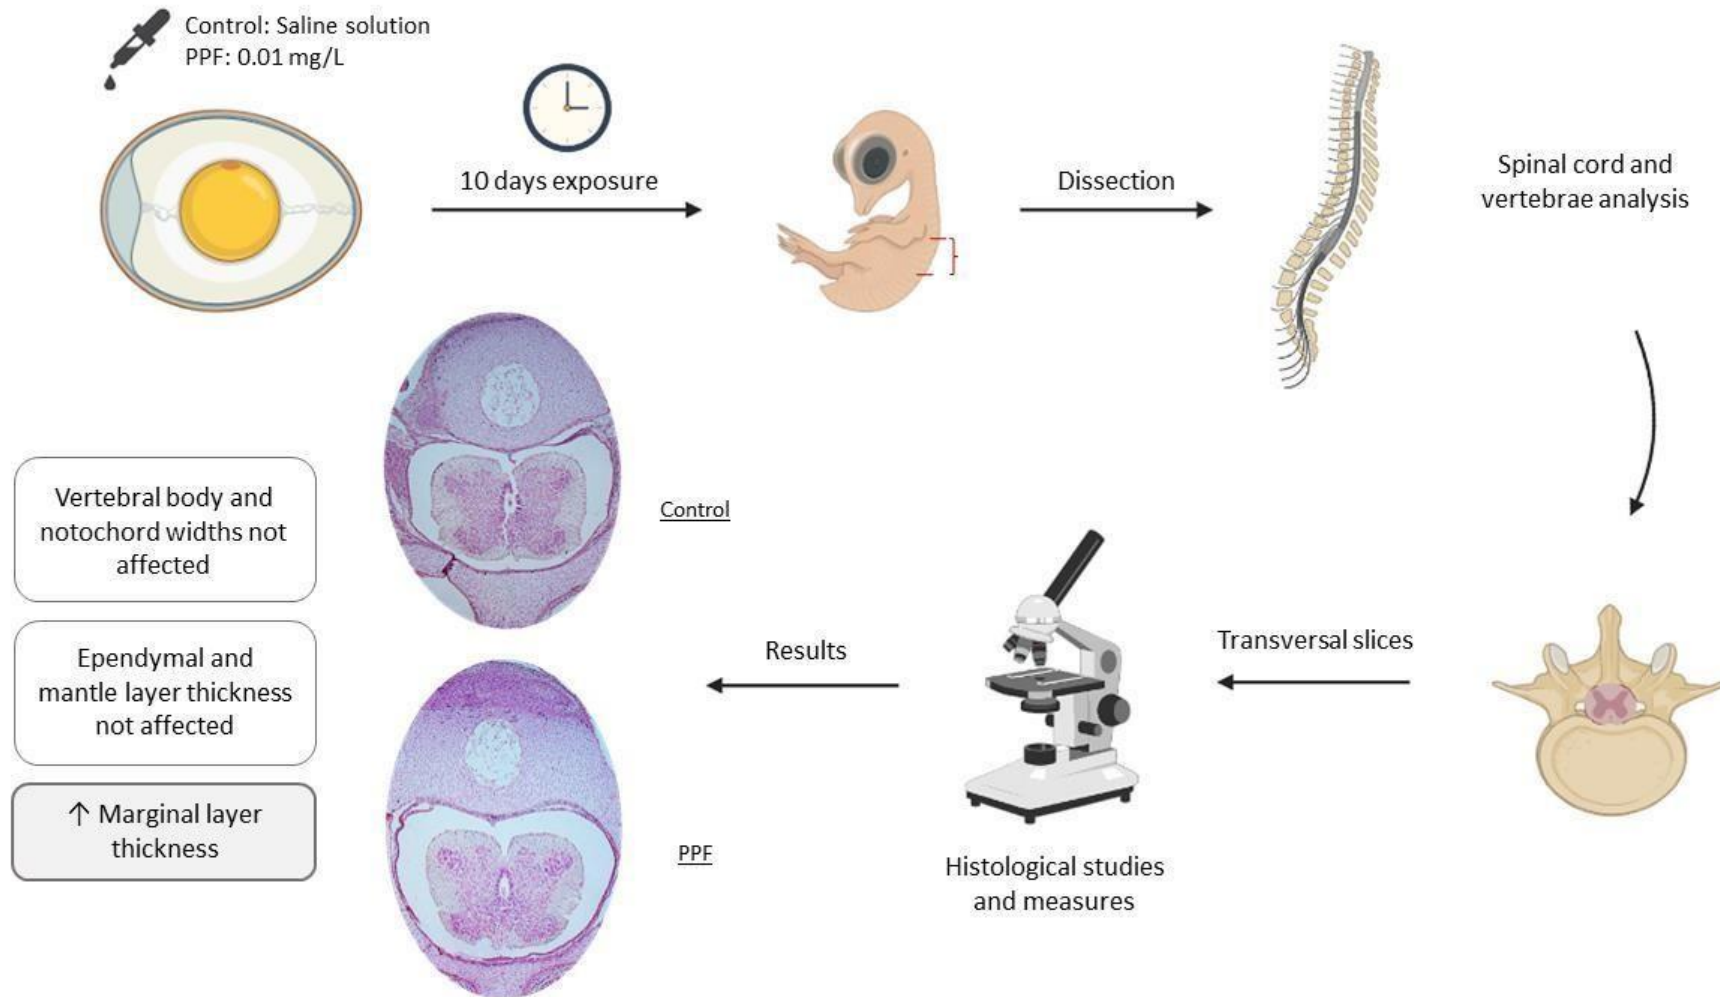 Control: Saline solution
PPF: 0.01 mg/L
10 days exposure
Dissection
Spinal cord and
vertebrae analysis
Transversal slices
Histological studies
and measures
Results
Control
PPF
Vertebral body and
notochord widths not
affected
Ependymal and
mantle layer thickness
not affected
↑ Marginal layer
thickness